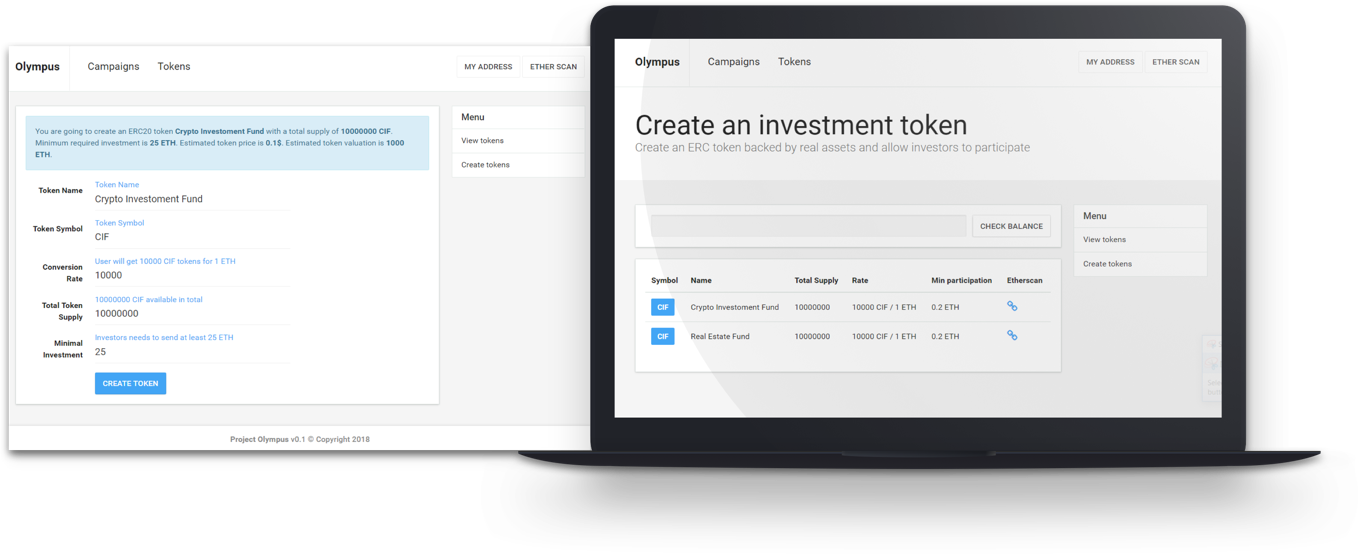 Olympus Campaigns Tokens MY ADDRESS ETHER SCAN
You are going to create an ERC20 token Crypto Investoment Fund with a total supply of 10000000 CIF.
Minimum required investment is 25 ETH. Estimated token price is 0.1$. Estimated token valuation is 1000
ETH.
Token Name
Token Name
Crypto Investoment Fund
Token Symbol
Token Symbol
CIF
Conversion
Rate
User will get 10000 CIF tokens for 1 ETH
10000
Total Token
Supply
10000000 CIF available in total
10000000
Minimal
Investment
Investors needs to send at least 25 ETH
25
CREATE TOKEN
Menu
View tokens
Create tokens
Project Olympus v0.1 © Copyright 2018
Olympus Campaigns Tokens MY ADDRESS ETHER SCAN
Create an investment token
Create an ERC token backed by real assets and allow investors to participate
CHECK BALANCE
Symbol Name Total Supply Rate Min participation Etherscan
CIF Crypto Investoment Fund 10000000 10000 CIF / 1 ETH 0.2 ETH
CIF Real Estate Fund 10000000 10000 CIF / 1 ETH 0.2 ETH
Menu
View tokens
Create tokens